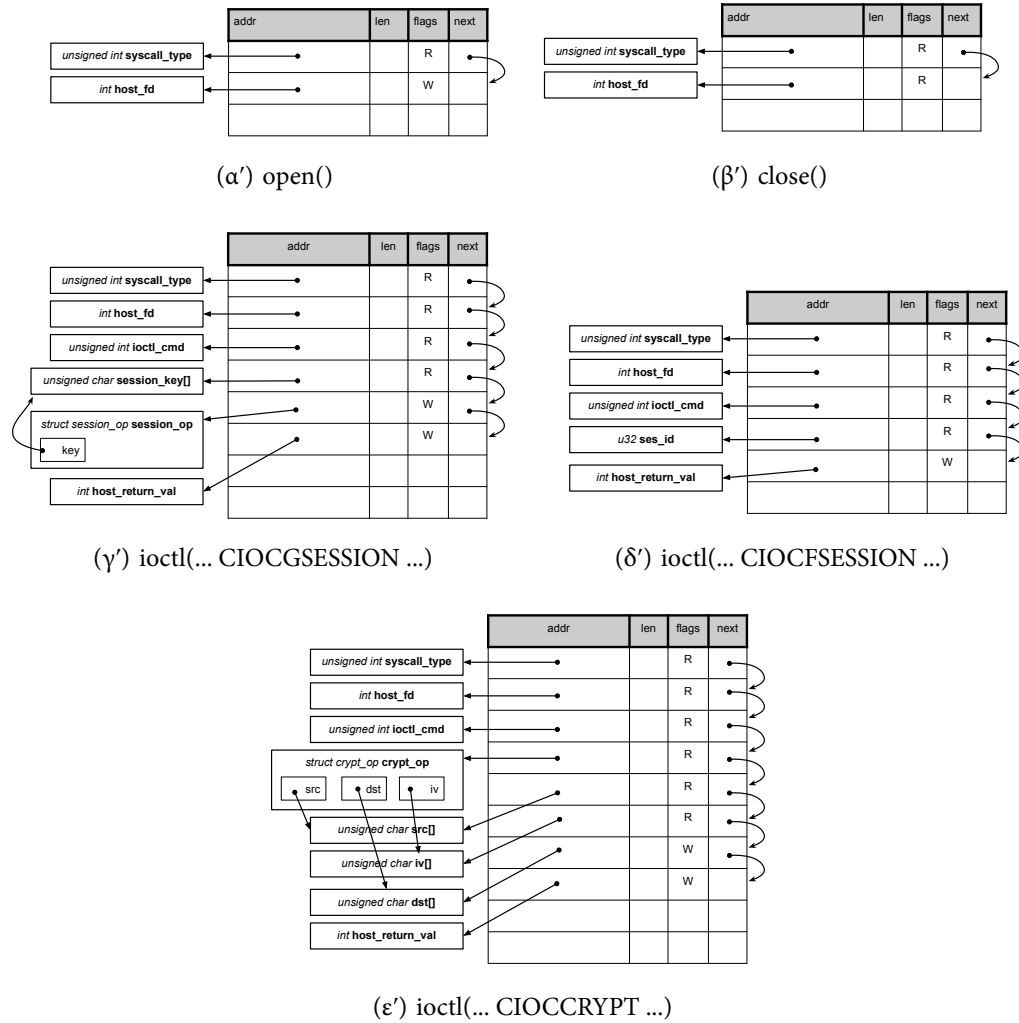 addr len flags next
unsigned int syscall_type R
int host_fd W
(α′) open()
addr len flags next
unsigned int syscall_type R
int host_fd R
(β′) close()
addr len flags next
unsigned int syscall_type R
int host_fd R
unsigned int ioctl_cmd R
unsigned char session_key[] R
struct session_op session_op W
key
int host_return_val W
(γ′) ioctl(... CIOCGSESSION ...)
addr len flags next
unsigned int syscall_type R
int host_fd R
unsigned int ioctl_cmd R
u32 ses_id R
int host_return_val W
(δ′) ioctl(... CIOCFSESSION ...)
addr len flags next
unsigned int syscall_type R
int host_fd R
unsigned int ioctl_cmd R
struct crypt_op crypt_op R
src dst iv
unsigned char src[] R
unsigned char iv[] R
unsigned char dst[] W
int host_return_val W
(ε′) ioctl(... CIOCCRYPT ...)